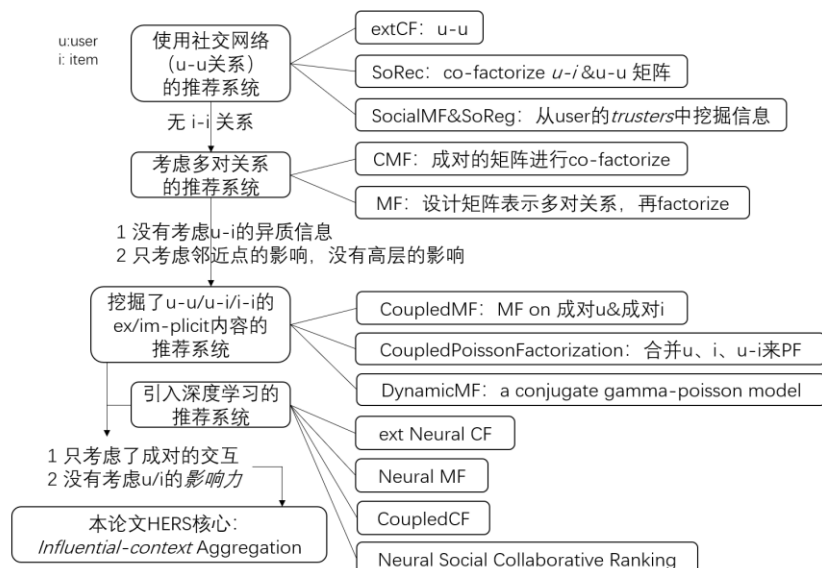 u:user
i: item
使用社交网络
（u-u关系）
的推荐系统
extCF：u-u
SoRec：co-factorize u-i &u-u 矩阵
SocialMF&SoReg：从user的trusters中挖掘信息
无 i-i 关系
考虑多对关系
的推荐系统
CMF：成对的矩阵进行co-factorize
MF：设计矩阵表示多对关系，再factorize
1 没有考虑u-i的异质信息
2 只考虑邻近点的影响，没有高层的影响
挖掘了u-u/u-i/i-i的
ex/im-plicit内容的
推荐系统
CoupledMF：MF on 成对u&成对i
CoupledPoissonFactorization：合并u、i、u-i来PF
DynamicMF：a conjugate gamma-poisson model
引入深度学习的
推荐系统
ext Neural CF
Neural MF
CoupledCF
Neural Social Collaborative Ranking
1 只考虑了成对的交互
2 没有考虑u/i的影响力
本论文HERS核心：
Influential-context Aggregation